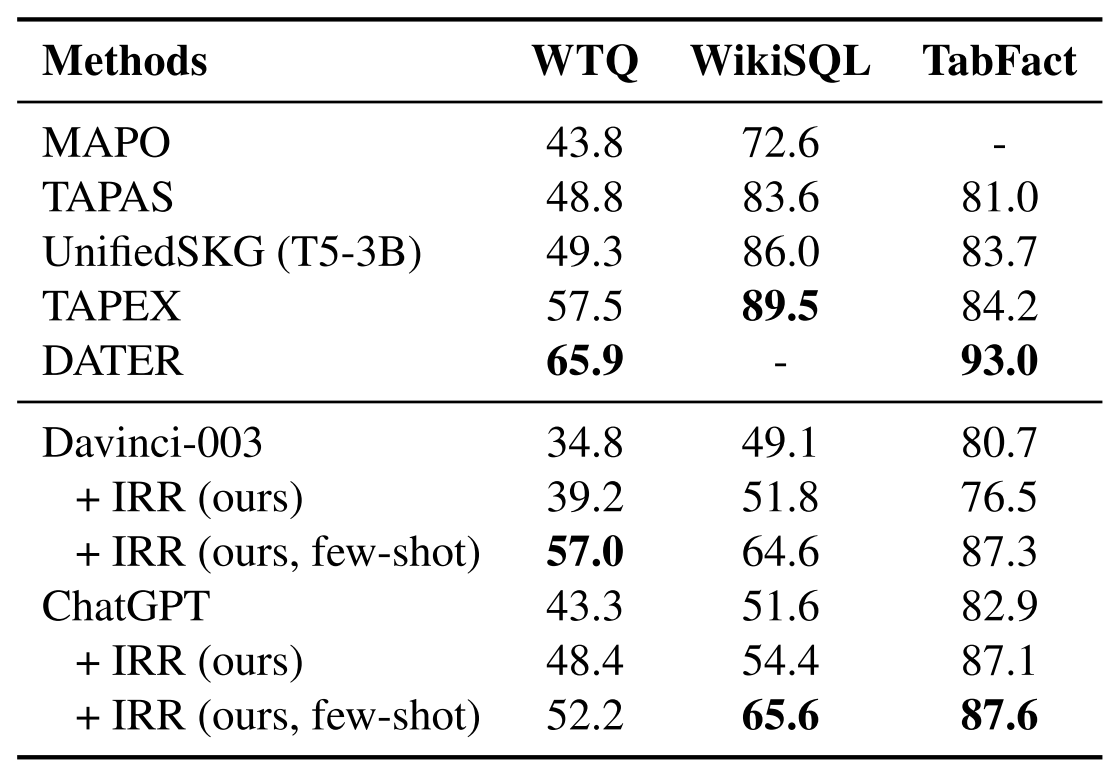 Methods WTQ WikiSQL TabFact
MAPO 43.8 72.6 -
TAPAS 48.8 83.6 81.0
UnifiedSKG (T5-3B) 49.3 86.0 83.7
TAPEX 57.5 89.5 84.2
DATER 65.9 - 93.0
Davinci-003 34.8 49.1 80.7
+ IRR (ours) 39.2 51.8 76.5
+ IRR (ours, few-shot) 57.0 64.6 87.3
ChatGPT 43.3 51.6 82.9
+ IRR (ours) 48.4 54.4 87.1
+ IRR (ours, few-shot) 52.2 65.6 87.6